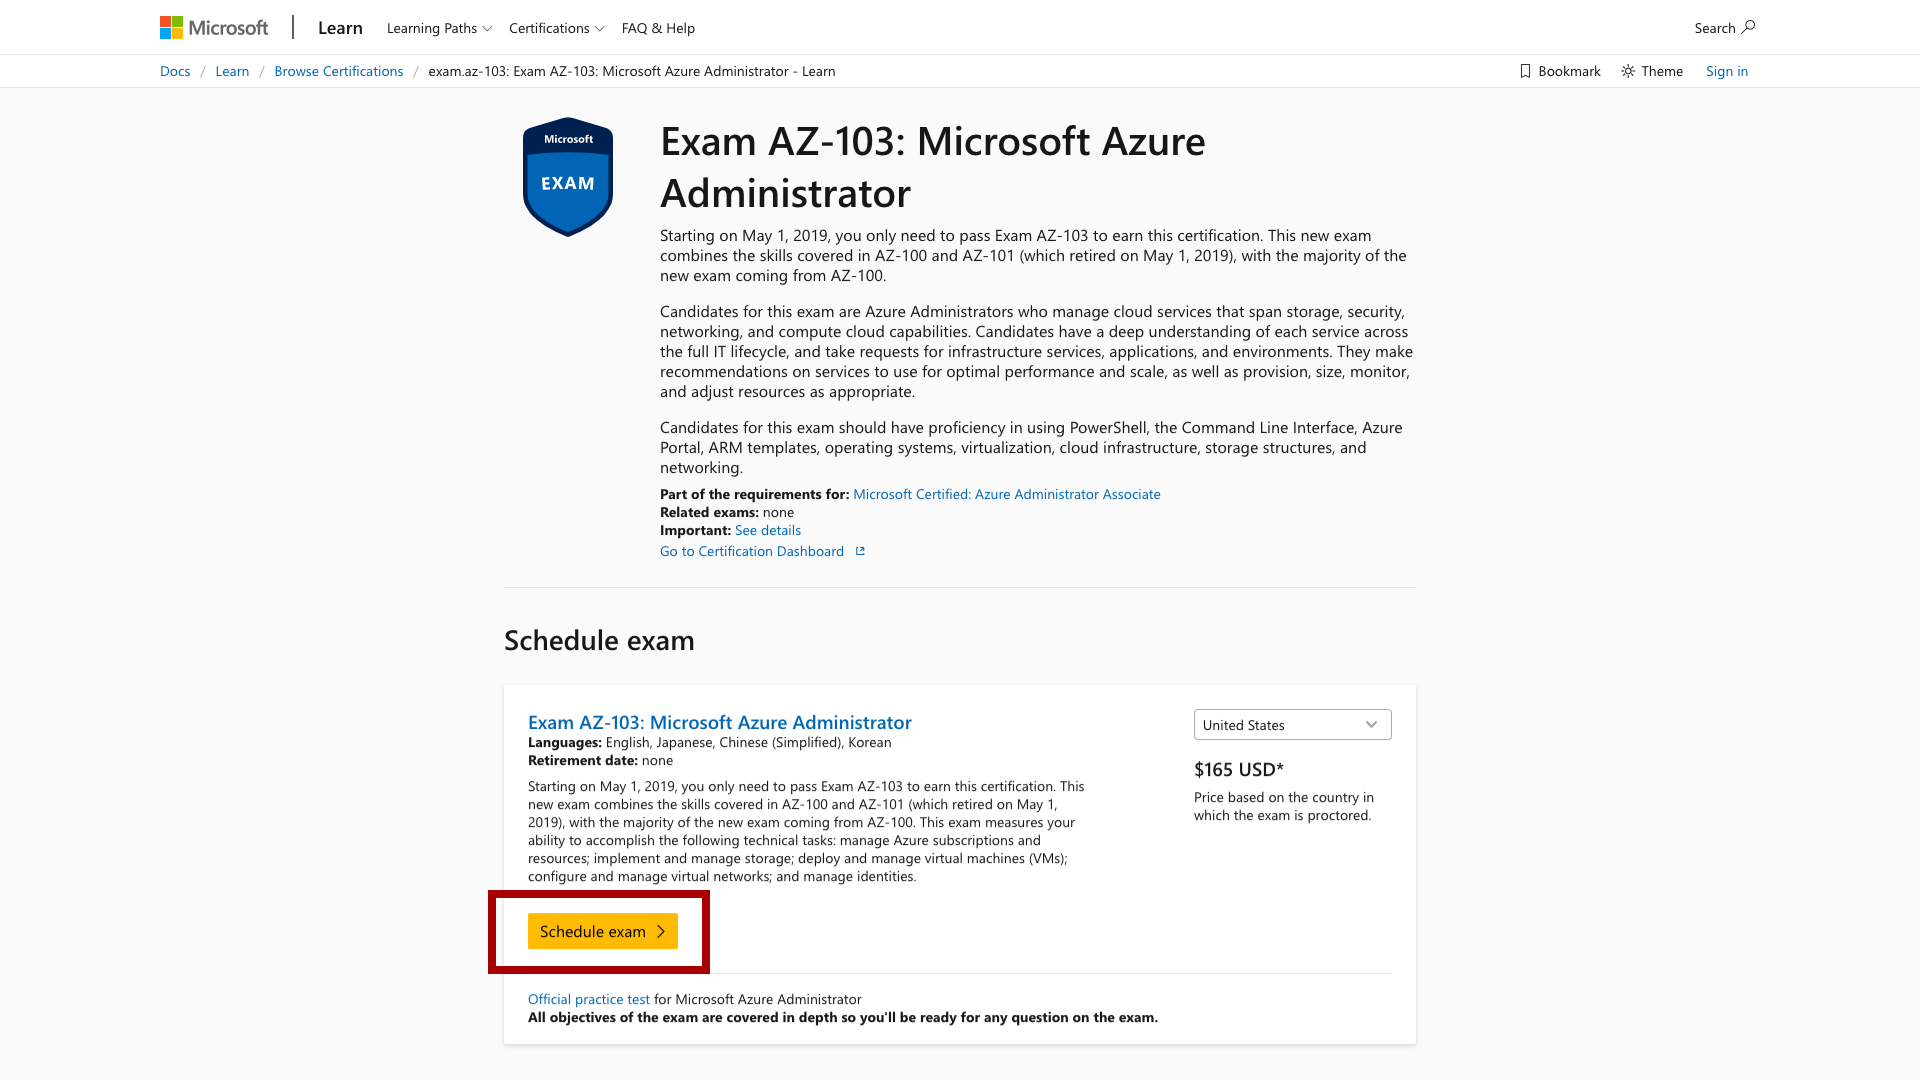 Microsoft | Learn Learning Paths Certifications FAQ & Help Search
Docs / Learn / Browse Certifications / exam.az-103: Exam AZ-103: Microsoft Azure Administrator - Learn Bookmark Theme Sign in
Microsoft
EXAM
Exam AZ-103: Microsoft Azure
Administrator
Starting on May 1, 2019, you only need to pass Exam AZ-103 to earn this certification. This new exam
combines the skills covered in AZ-100 and AZ-101 (which retired on May 1, 2019), with the majority of the
new exam coming from AZ-100.
Candidates for this exam are Azure Administrators who manage cloud services that span storage, security,
networking, and compute cloud capabilities. Candidates have a deep understanding of each service across
the full IT lifecycle, and take requests for infrastructure services, applications, and environments. They make
recommendations on services to use for optimal performance and scale, as well as provision, size, monitor,
and adjust resources as appropriate.
Candidates for this exam should have proficiency in using PowerShell, the Command Line Interface, Azure
Portal, ARM templates, operating systems, virtualization, cloud infrastructure, storage structures, and
networking.
Part of the requirements for: Microsoft Certified: Azure Administrator Associate
Related exams: none
Important: See details
Go to Certification Dashboard
Schedule exam
Exam AZ-103: Microsoft Azure Administrator
Languages: English, Japanese, Chinese (Simplified), Korean
Retirement date: none
Starting on May 1, 2019, you only need to pass Exam AZ-103 to earn this certification. This
new exam combines the skills covered in AZ-100 and AZ-101 (which retired on May 1,
2019), with the majority of the new exam coming from AZ-100. This exam measures your
ability to accomplish the following technical tasks: manage Azure subscriptions and
resources; implement and manage storage; deploy and manage virtual machines (VMs);
configure and manage virtual networks; and manage identities.
United States
$165 USD*
Price based on the country in
which the exam is proctored.
Schedule exam
Official practice test for Microsoft Azure Administrator
All objectives of the exam are covered in depth so you'll be ready for any question on the exam.